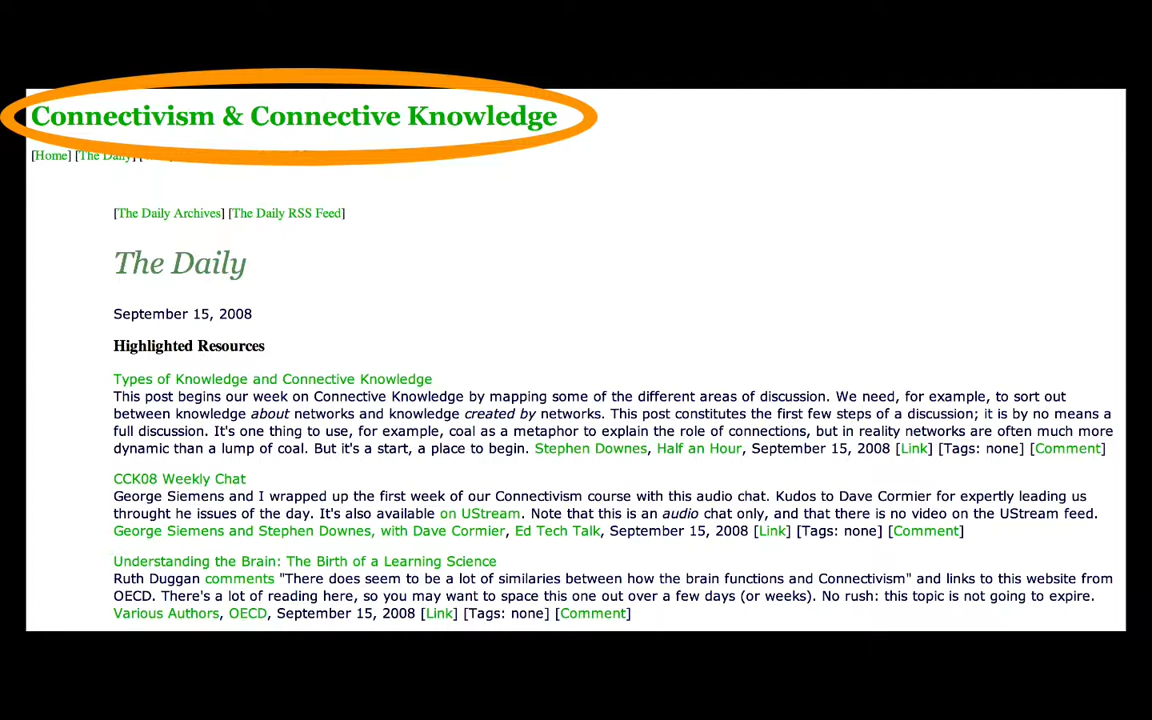 Connectivism & Connective Knowledge
[Home] [The Daily] [
[The Daily Archives] [The Daily RSS Feed]
The Daily
September 15, 2008
Highlighted Resources
Types of Knowledge and Connective Knowledge
This post begins our week on Connective Knowledge by mapping some of the different areas of discussion. We need, for example, to sort out
between knowledge about networks and knowledge created by networks. This post constitutes the first few steps of a discussion; it is by no means a
full discussion. It's one thing to use, for example, coal as a metaphor to explain the role of connections, but in reality networks are often much more
dynamic than a lump of coal. But it's a start, a place to begin. Stephen Downes, Half an Hour, September 15, 2008 [Link] [Tags: none] [Comment]
CCK08 Weekly Chat
George Siemens and I wrapped up the first week of our Connectivism course with this audio chat. Kudos to Dave Cormier for expertly leading us
throught he issues of the day. It's also available on UStream. Note that this is an audio chat only, and that there is no video on the UStream feed.
George Siemens and Stephen Downes, with Dave Cormier, Ed Tech Talk, September 15, 2008 [Link] [Tags: none] [Comment]
Understanding the Brain: The Birth of a Learning Science
Ruth Duggan comments "There does seem to be a lot of similaries between how the brain functions and Connectivism" and links to this website from
OECD. There's a lot of reading here, so you may want to space this one out over a few days (or weeks). No rush: this topic is not going to expire.
Various Authors, OECD, September 15, 2008 [Link] [Tags: none] [Comment]